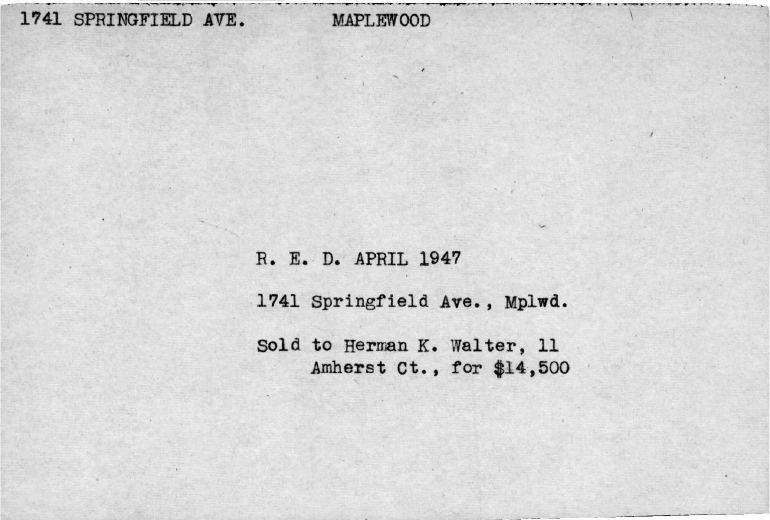 1741 SPRINGFIELD AVE. MAPLEWOOD
R. E. D. APRIL 1947
1741 Springfield Ave., Mplwd.
Sold to Herman K. Walter, 11
Amherst Ct., for $14,500